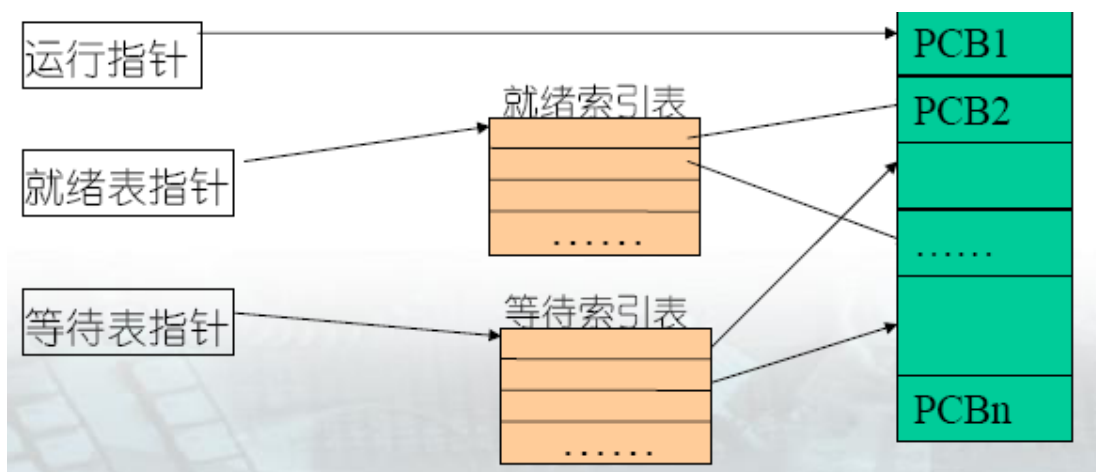 运行指针
就绪表指针
等待表指针
就绪索引表
......
等待索引表
......
PCB1
PCB2
......
PCBn